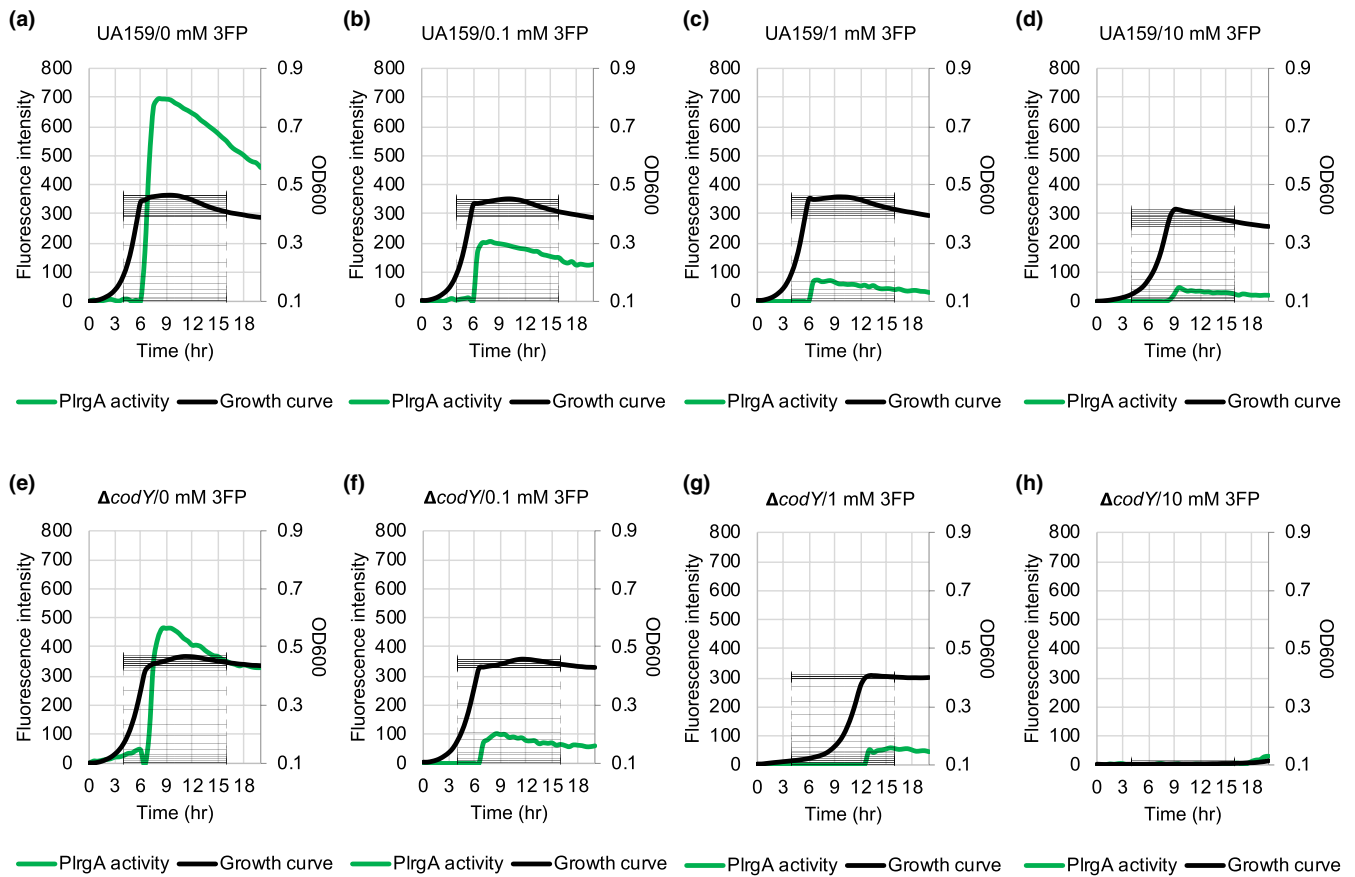 (a) (b) (c) (d)
UA159/0 mM 3FP UA159/0.1 mM 3FP UA159/1 mM 3FP UA159/10 mM 3FP
800 0.9 800 0.9 800 0.9 800 0.9
700 700 700 700
0.7 0.7 0.7 0.7
600 600 600 600
500 500 500 500
400 0.5 400 0.5 400 0.5 400 0.5
300 300 300 300
200 0.3 200 0.3 200 0.3 200 0.3
100 100 100 100
0 0.1 0 0.1 0 0.1 0 0.1
Fluorescence intensity OD600 Fluorescence intensity OD600 Fluorescence intensity OD600 Fluorescence intensity OD600
0 3 6 9 12 15 18 0 3 6 9 12 15 18 0 3 6 9 12 15 18 0 3 6 9 12 15 18
Time (hr) Time (hr) Time (hr) Time (hr)
PlrgA activity Growth curve PlrgA activity Growth curve PlrgA activity Growth curve PlrgA activity Growth curve
(e) (f) (g) (h)
ΔcodY/0 mM 3FP ΔcodY/0.1 mM 3FP ΔcodY/1 mM 3FP ΔcodY/10 mM 3FP
800 0.9 800 0.9 800 0.9 800 0.9
700 700 700 700
0.7 0.7 0.7 0.7
600 600 600 600
500 500 500 500
400 0.5 400 0.5 400 0.5 400 0.5
300 300 300 300
200 0.3 200 0.3 200 0.3 200 0.3
100 100 100 100
0 0.1 0 0.1 0 0.1 0 0.1
Fluorescence intensity OD600 Fluorescence intensity OD600 Fluorescence intensity OD600 Fluorescence intensity OD600
0 3 6 9 12 15 18 0 3 6 9 12 15 18 0 3 6 9 12 15 18 0 3 6 9 12 15 18
Time (hr) Time (hr) Time (hr) Time (hr)
PlrgA activity Growth curve PlrgA activity Growth curve PlrgA activity Growth curve PlrgA activity Growth curve